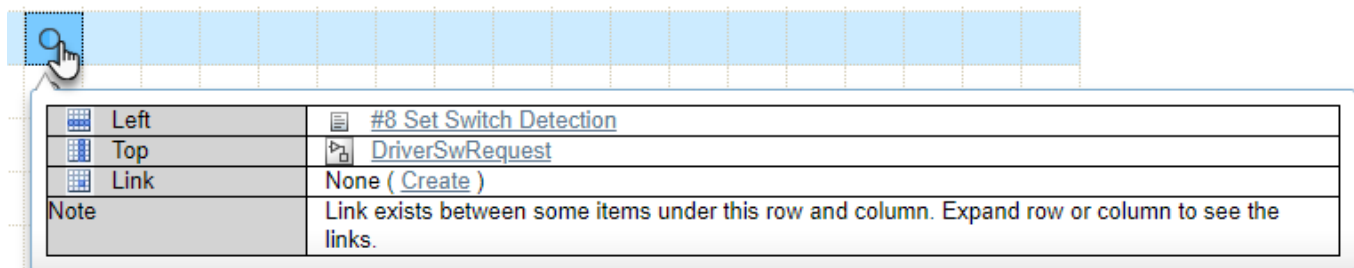 Left #8 Set Switch Detection
Top DriverSwRequest
Link None ( Create )
Note Link exists between some items under this row and column. Expand row or column to see the
links.